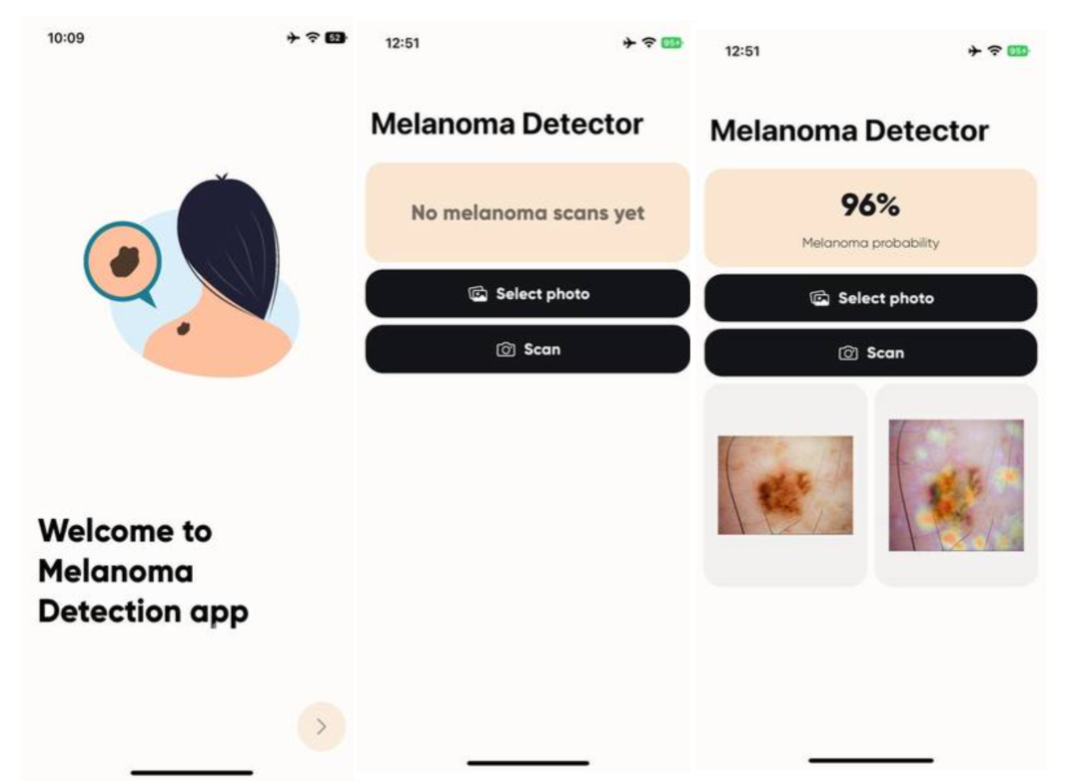 10:09
52
Welcome to
Melanoma
Detection app
12:51
95+
Melanoma Detector
No melanoma scans yet
Select photo
Scan
12:51
95+
Melanoma Detector
96%
Melanoma probability
Select photo
Scan